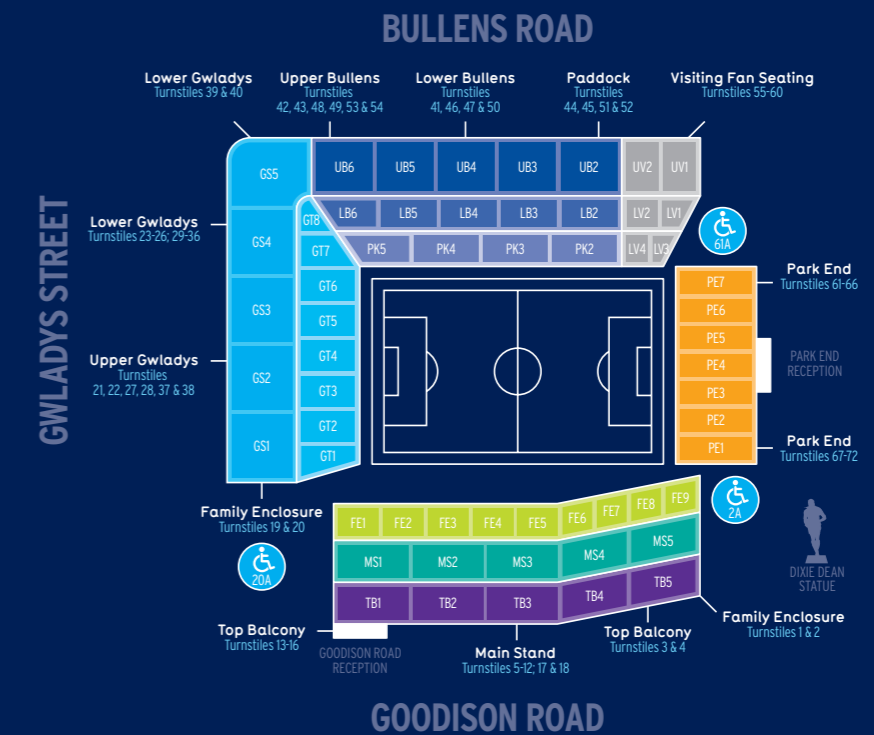 BULLENS ROAD
Lower Gwladys
Turnstiles 39 & 40
Upper Bullens
Turnstiles
42, 43, 48, 49, 53 & 54
Lower Bullens
Turnstiles
41, 46, 47 & 50
Paddock
Turnstiles
44, 45, 51 & 52
Visiting Fan Seating
Turnstiles 55-60
GWLADYS STREET
Lower Gwladys
Turnstiles 23-26; 29-36
Upper Gwladys
Turnstiles
21, 22, 27, 28, 37 & 38
GS5
GS4
GS3
GS2
GS1
GT8
GT7
GT6
GT5
GT4
GT3
GT2
GT1
UB6 UB5 UB4 UB3 UB2 UV2 UV1
LB6 LB5 LB4 LB3 LB2 LV2 LV1
PK5 PK4 PK3 PK2 LV4 LV3
61A
Park End
Turnstiles 61-66
PE7
PE6
PE5
PE4
PE3
PE2
PE1
PARK END
RECEPTION
Park End
Turnstiles 67-72
2A
DIXIE DEAN
STATUE
Family Enclosure
Turnstiles 19 & 20
20A
FE1 FE2 FE3 FE4 FE5 FE6 FE7 FE8 FE9
MS1 MS2 MS3 MS4 MS5
TB1 TB2 TB3 TB4 TB5
Top Balcony
Turnstiles 13-16
GOODISON ROAD
RECEPTION
Main Stand
Turnstiles 5-12; 17 & 18
Top Balcony
Turnstiles 3 & 4
Family Enclosure
Turnstiles 1 & 2
GOODISON ROAD